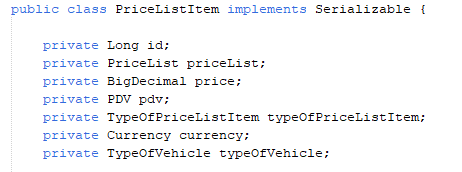 public class PriceListItem implements Serializable {
private Long id;
private PriceList priceList;
private BigDecimal price;
private PDV pdv;
private TypeOfPriceListItem typeOfPriceListItem;
private Currency currency;
private TypeOfVehicle typeOfVehicle;